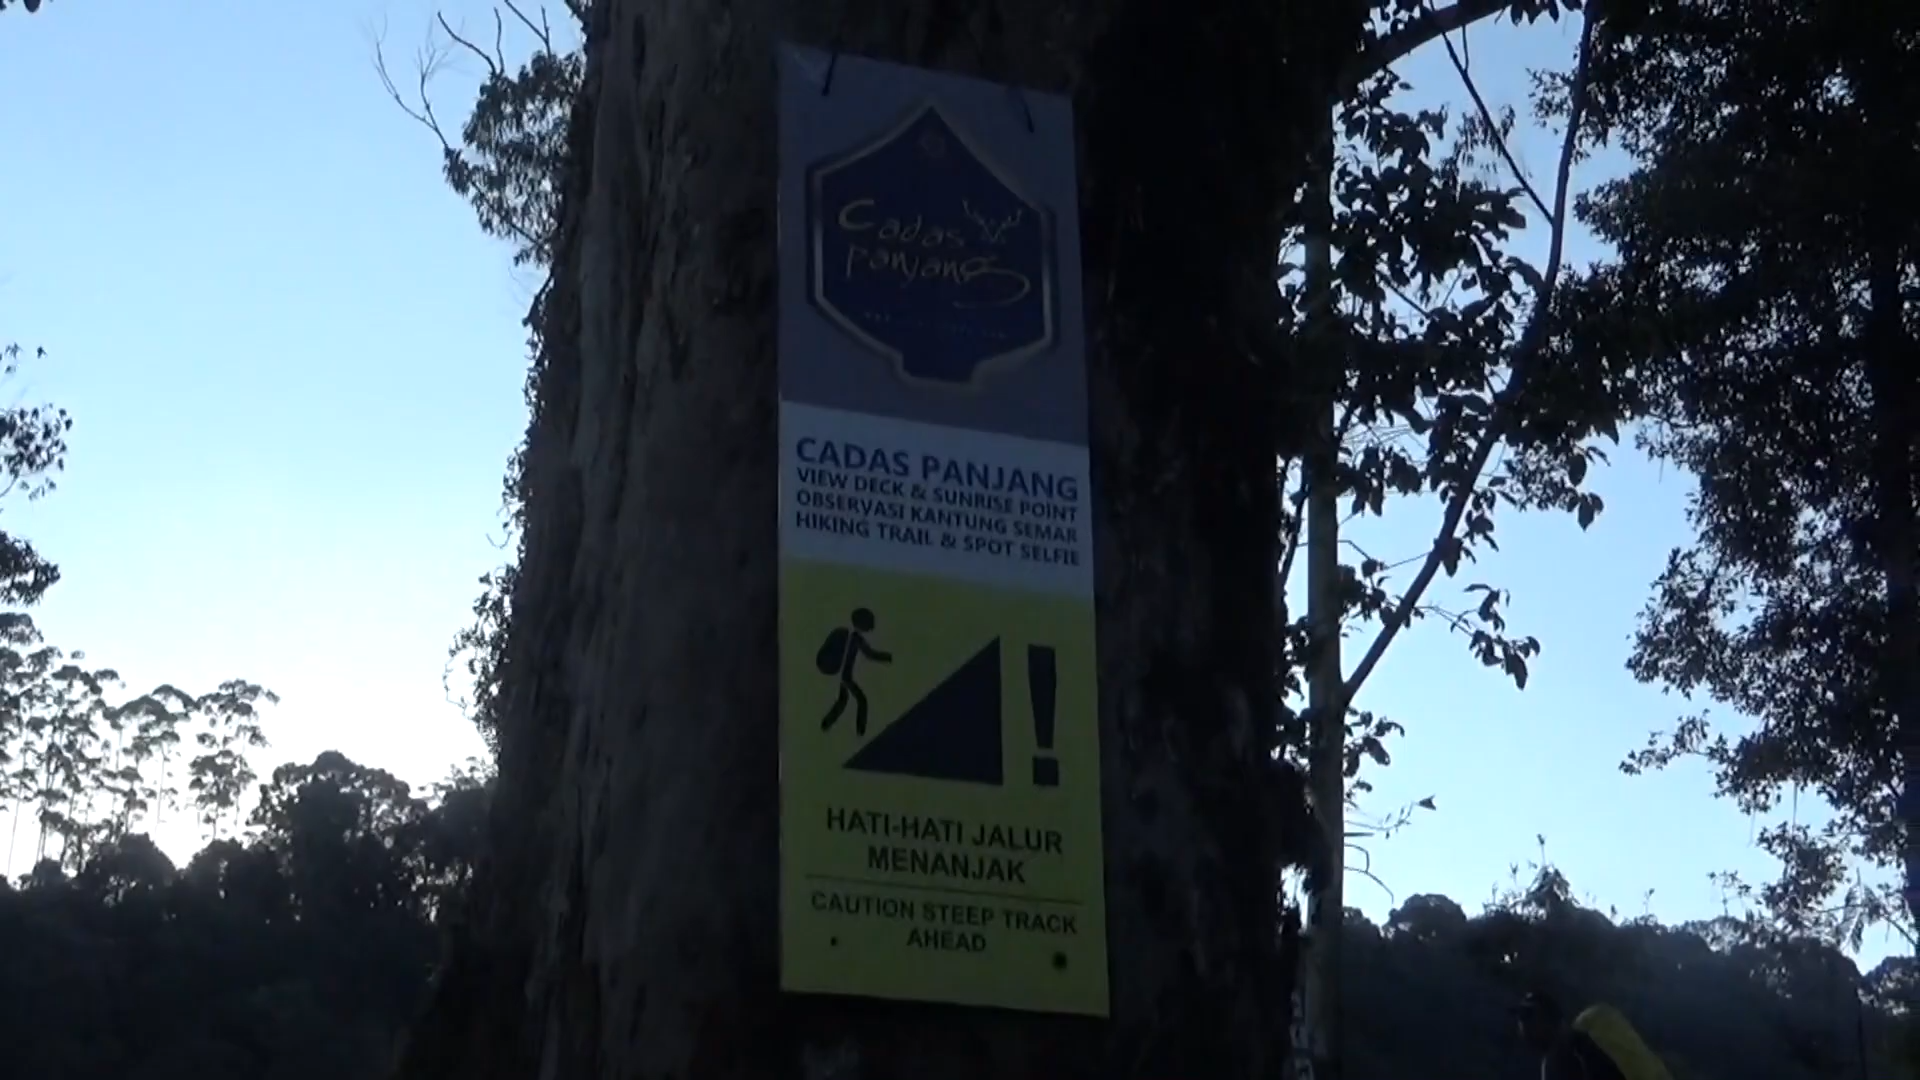 Cadas
Panjang
CADAS PANJANG
VIEW DECK & SUNRISE POINT
OBSERVASI KANTUNG SEMAR
HIKING TRAIL & SPOT SELFIE
HATI-HATI JALUR
MENANJAK
CAUTION STEEP TRACK
AHEAD